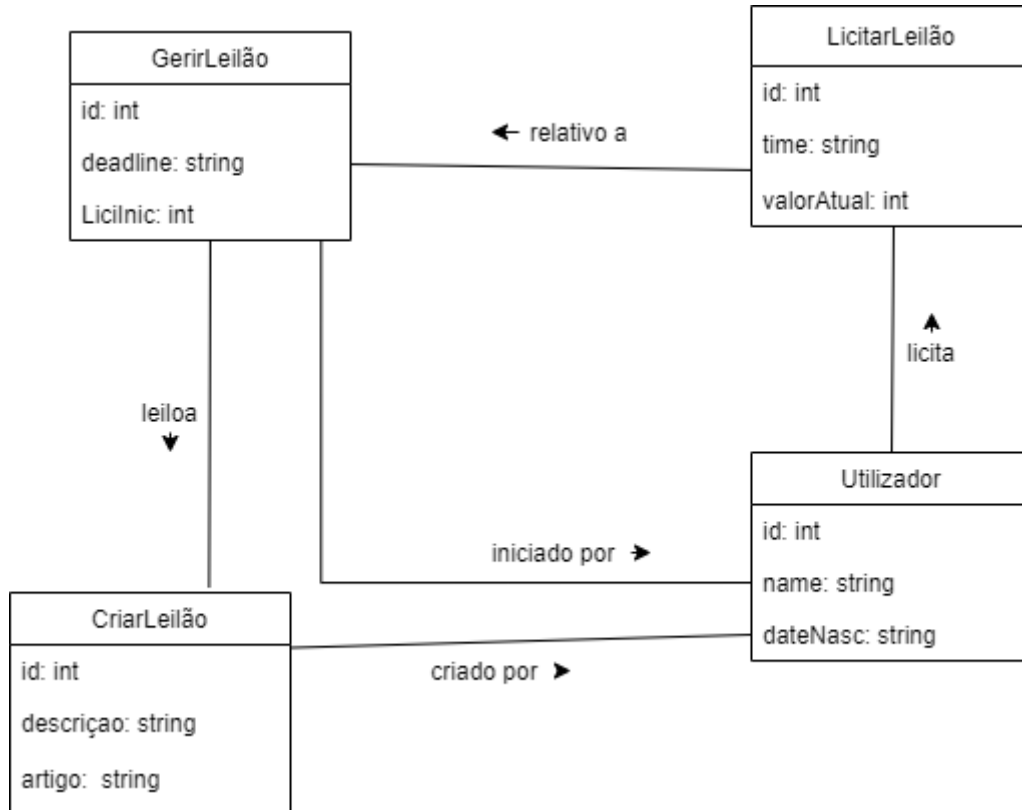 GerirLeilão
id: int
deadline: string
LiciInic: int
LicitarLeilão
id: int
time: string
valorAtual: int
relativo a
leiloa
licita
iniciado por
Utilizador
id: int
name: string
dateNasc: string
CriarLeilão
id: int
descriçao: string
artigo: string
criado por